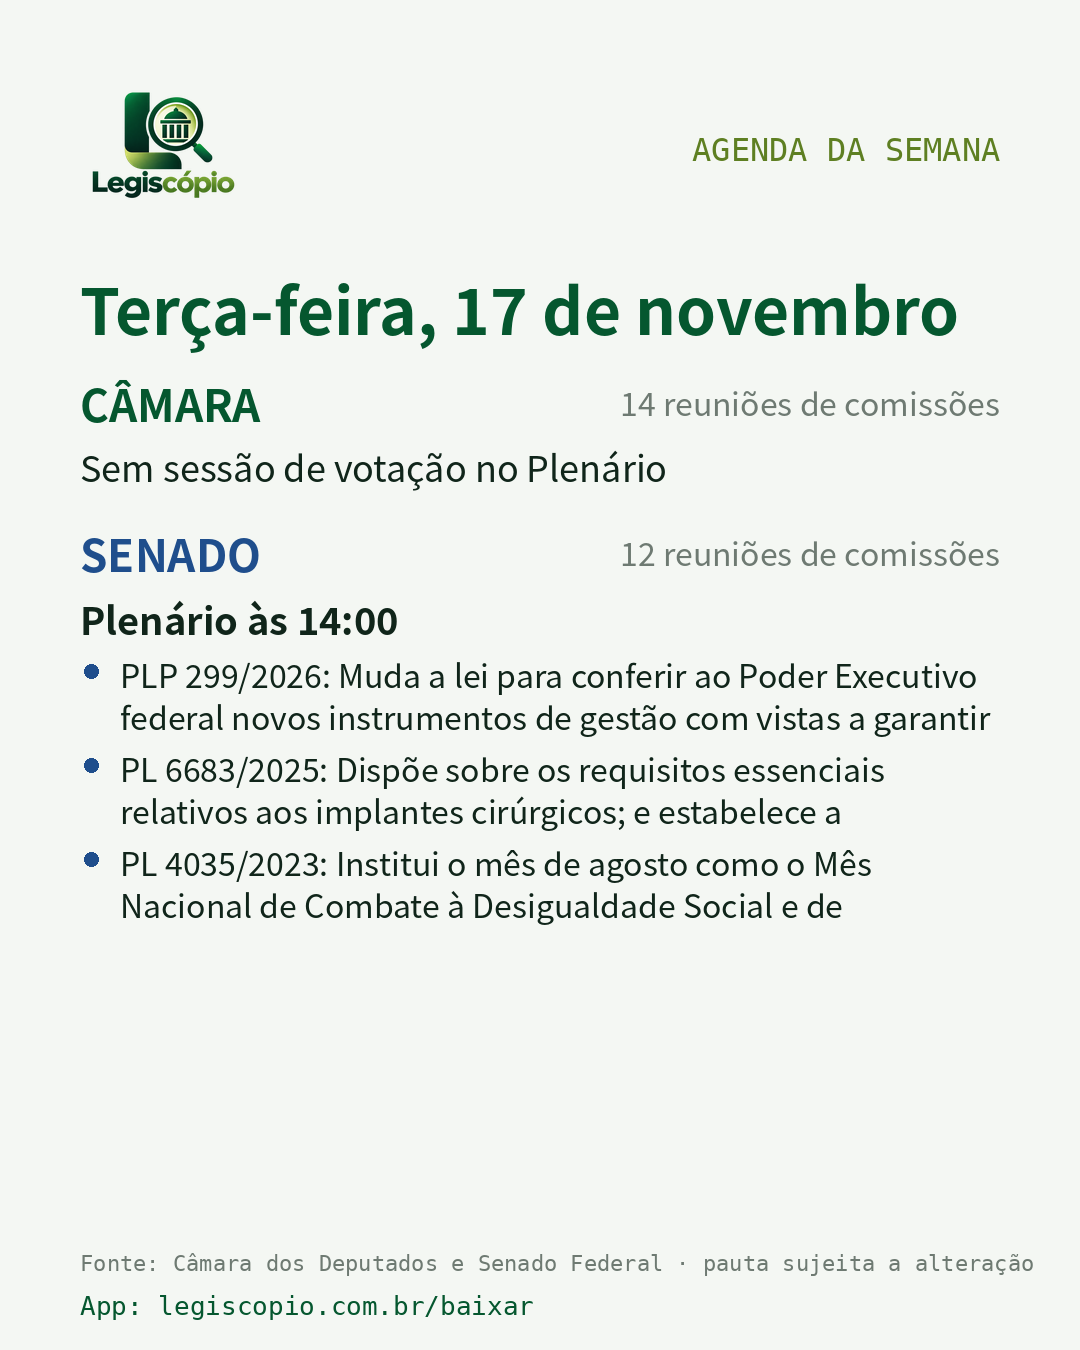 Legiscópio
AGENDA DA SEMANA
Terça-feira, 17 de novembro
CÂMARA
14 reuniões de comissões
Sem sessão de votação no Plenário
SENADO
12 reuniões de comissões
Plenário às 14:00
PLP 299/2026: Muda a lei para conferir ao Poder Executivo
federal novos instrumentos de gestão com vistas a garantir
PL 6683/2025: Dispõe sobre os requisitos essenciais
relativos aos implantes cirúrgicos; e estabelece a
PL 4035/2023: Institui o mês de agosto como o Mês
Nacional de Combate à Desigualdade Social e de
Fonte: Câmara dos Deputados e Senado Federal · pauta sujeita a alteração
App: legiscopio.com.br/baixar